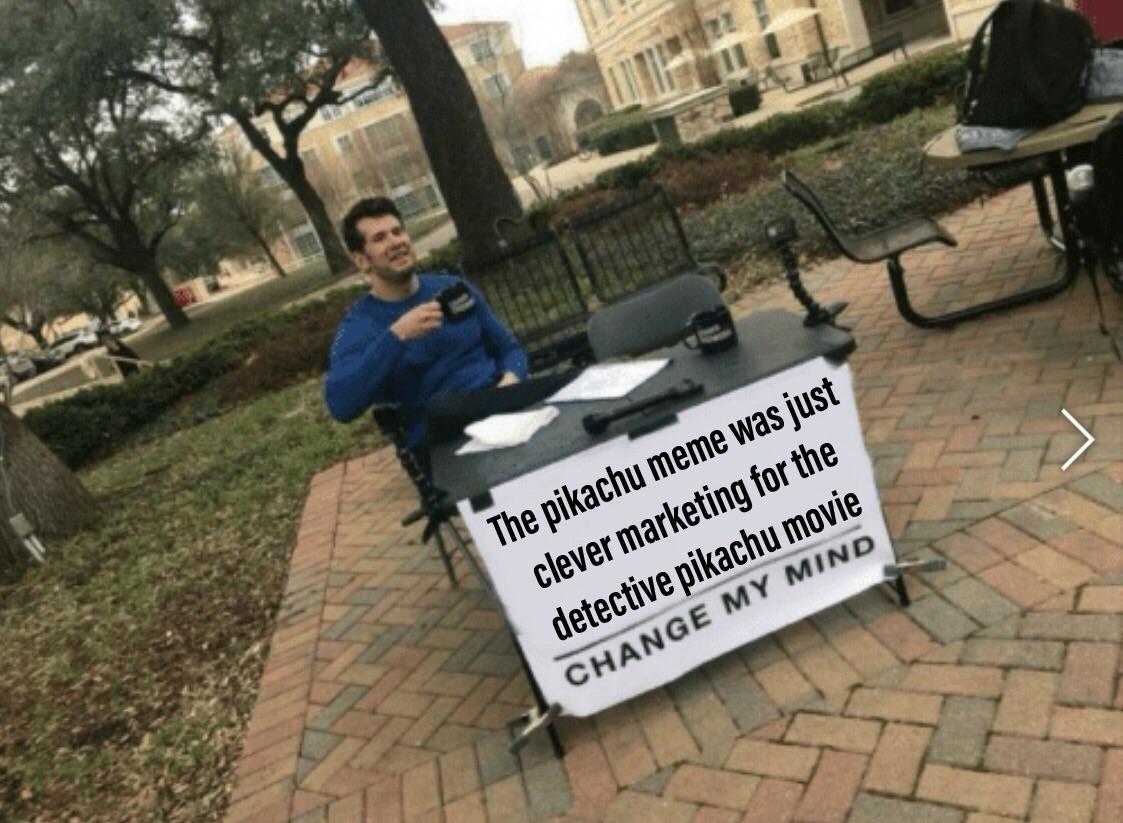 The pikachu meme was just
clever marketing for the
detective pikachu movie
CHANGE MY MIND